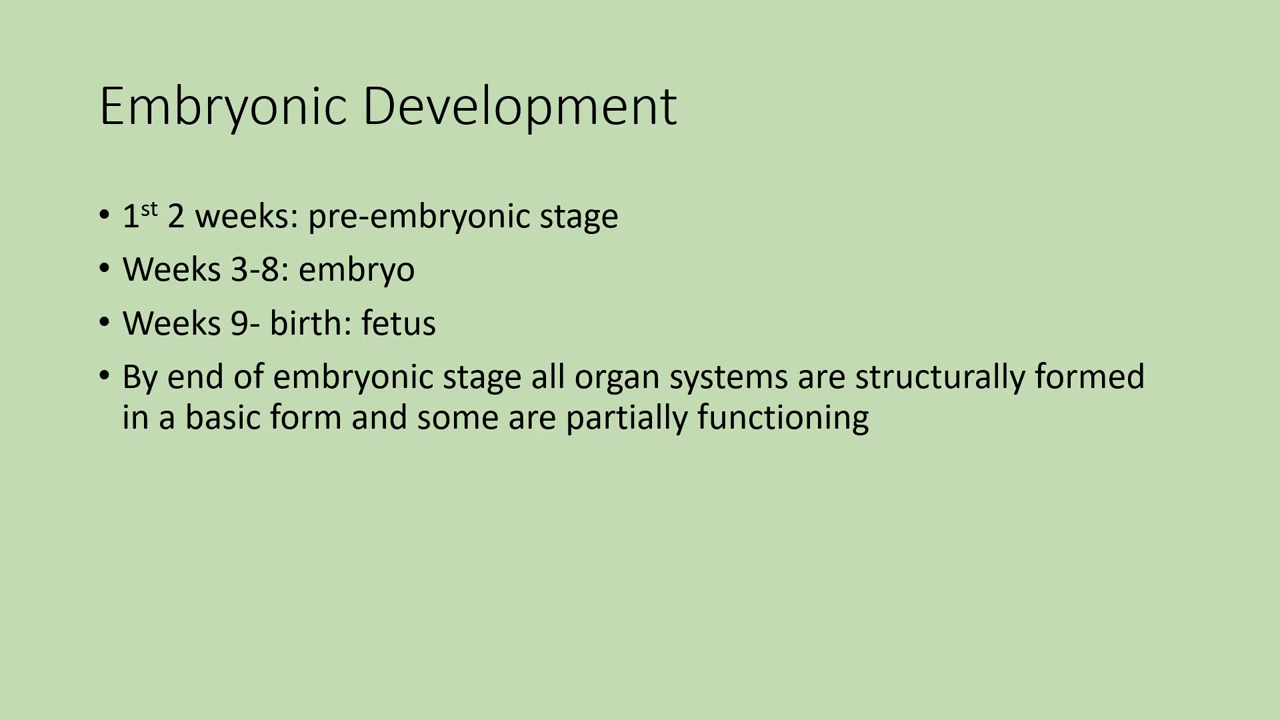 Embryonic Development
• 1st 2 weeks: pre-embryonic stage
• Weeks 3-8: embryo
• Weeks 9- birth: fetus
• By end of embryonic stage all organ systems are structurally formed
in a basic form and some are partially functioning